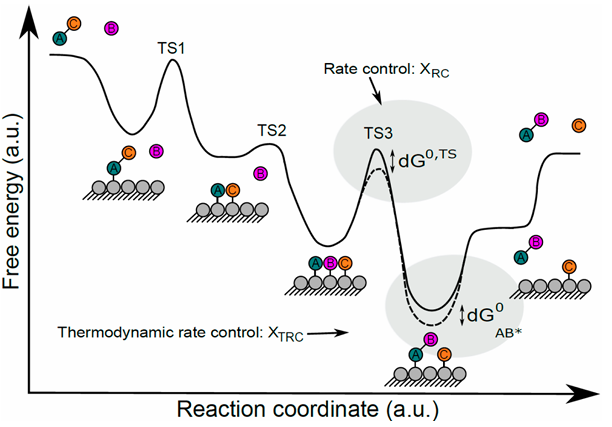 A C B
TS1
Rate control: X_RC
TS2
TS3
dG^0,TS
A B C
A C B
A C B
A B C
A B
C
Thermodynamic rate control: X_TRC
dG^0
AB*
A B C
Free energy (a.u.)
Reaction coordinate (a.u.)